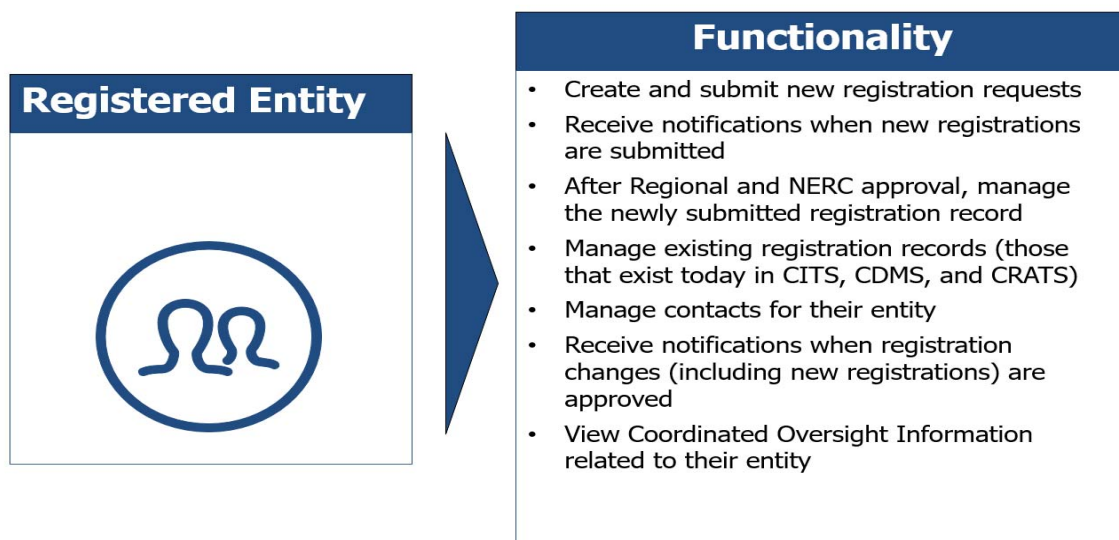 Registered Entity
Functionality
• Create and submit new registration requests
• Receive notifications when new registrations
are submitted
• After Regional and NERC approval, manage
the newly submitted registration record
• Manage existing registration records (those
that exist today in CITS, CDMS, and CRATS)
• Manage contacts for their entity
• Receive notifications when registration
changes (including new registrations) are
approved
• View Coordinated Oversight Information
related to their entity